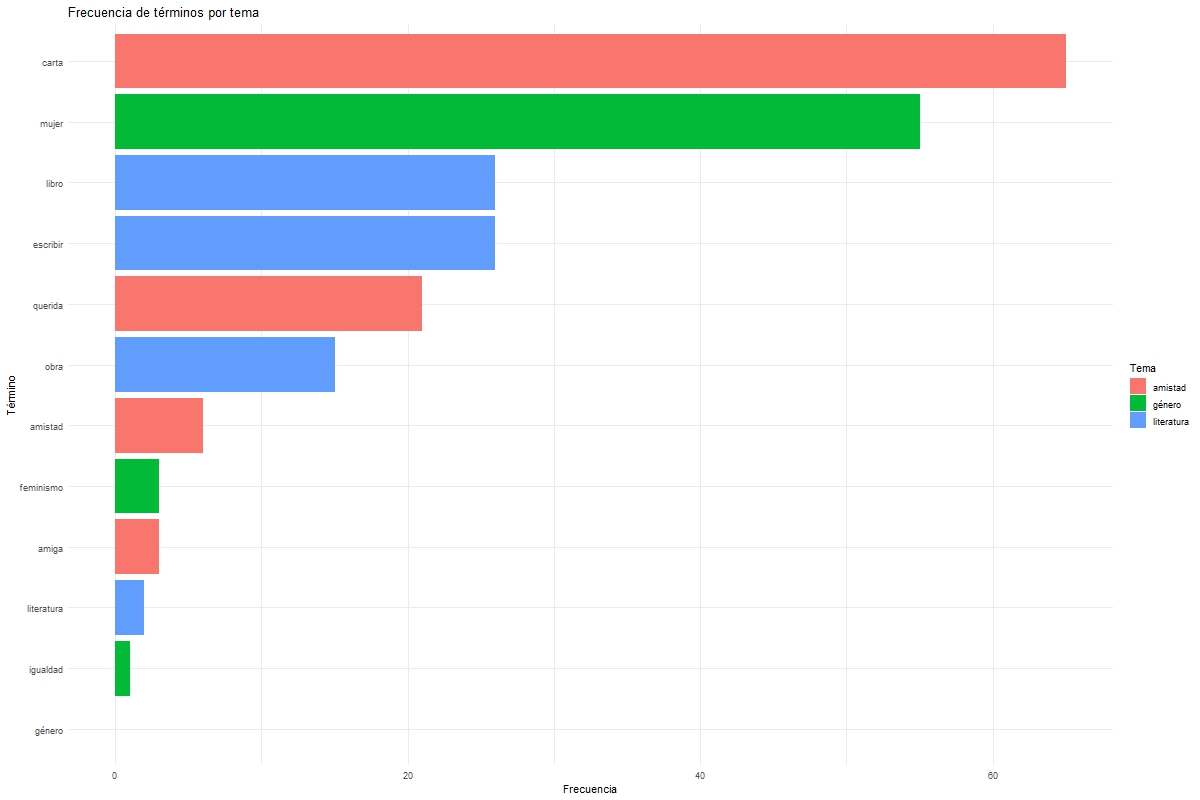 Frecuencia de términos por tema
carta
mujer
libro
escribir
querida
obra
amistad
feminismo
amiga
literatura
igualdad
género
Término
0
20
40
60
Frecuencia
Tema
amistad
género
literatura